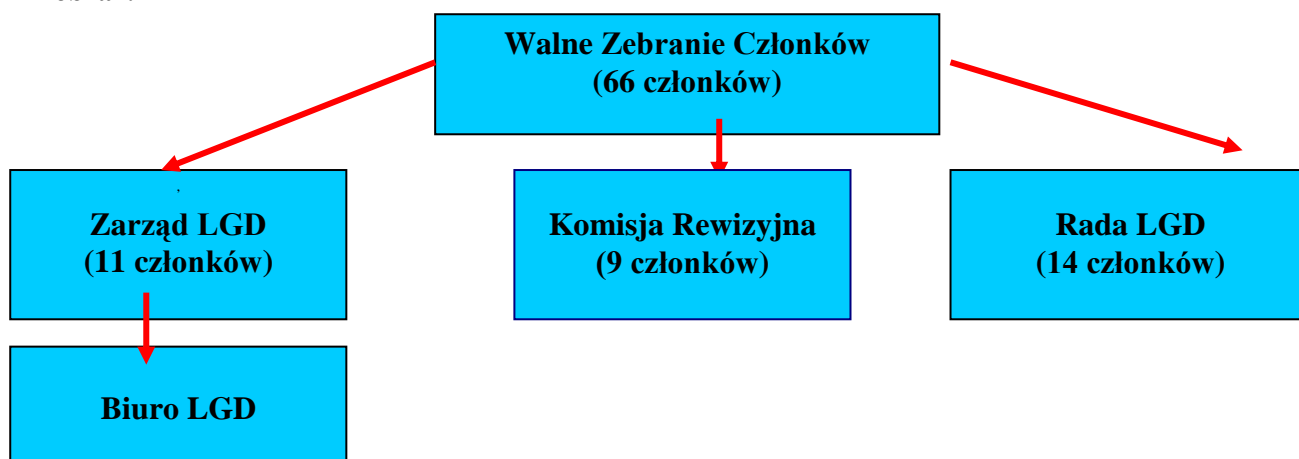 Walne Zebranie Członków
(66 członków)
Zarząd LGD
(11 członków)
Komisja Rewizyjna
(9 członków)
Rada LGD
(14 członków)
Biuro LGD